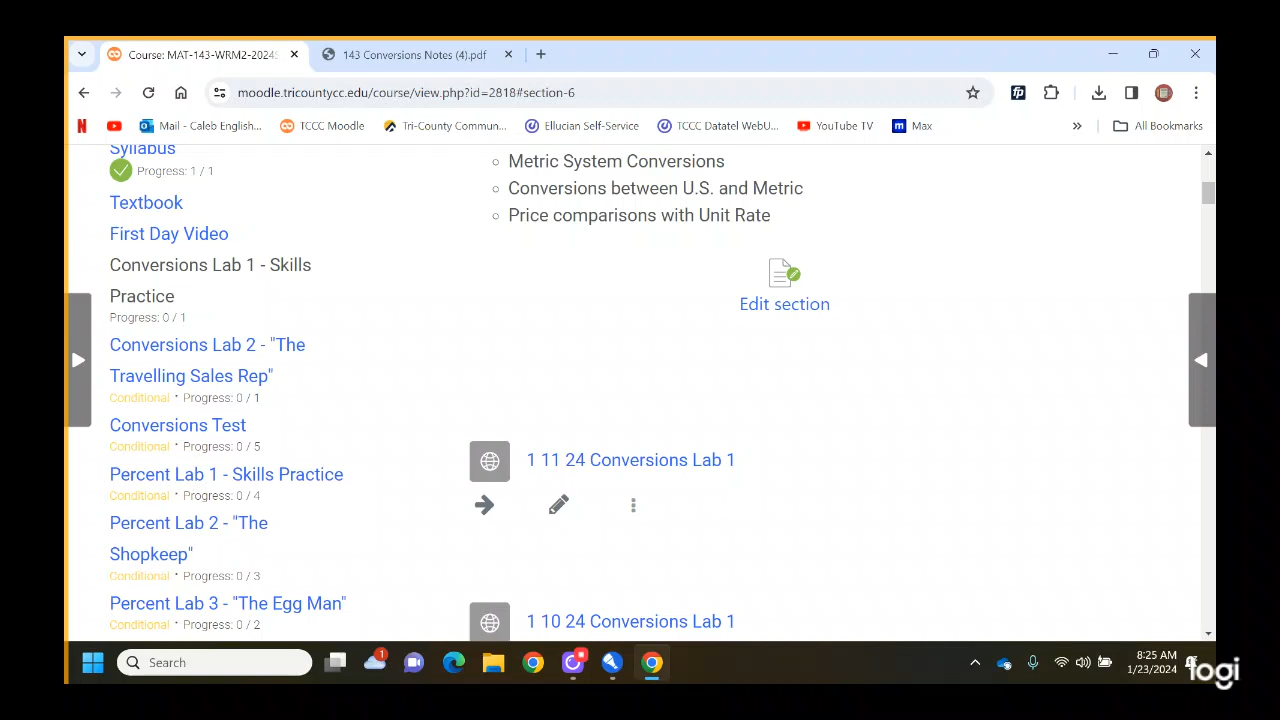 Course: MAT-143-WRM2-2024S
143 Conversions Notes (4).pdf
moodle.tricountycc.edu/course/view.php?id=2818#section-6
Mail - Caleb English...
TCCC Moodle
Tri-County Commun...
Ellucian Self-Service
TCCC Datatel WebU...
YouTube TV
Max
All Bookmarks
Syllabus
Progress: 1 / 1
Textbook
First Day Video
Conversions Lab 1 - Skills
Practice
Progress: 0 / 1
Conversions Lab 2 - "The
Travelling Sales Rep"
Conditional · Progress: 0 / 1
Conversions Test
Conditional · Progress: 0 / 5
Percent Lab 1 - Skills Practice
Conditional · Progress: 0 / 4
Percent Lab 2 - "The
Shopkeep"
Conditional · Progress: 0 / 3
Percent Lab 3 - "The Egg Man"
Conditional · Progress: 0 / 2
Metric System Conversions
Conversions between U.S. and Metric
Price comparisons with Unit Rate
Edit section
1 11 24 Conversions Lab 1
1 10 24 Conversions Lab 1
Search
1
8:25 AM
1/23/2024
logi